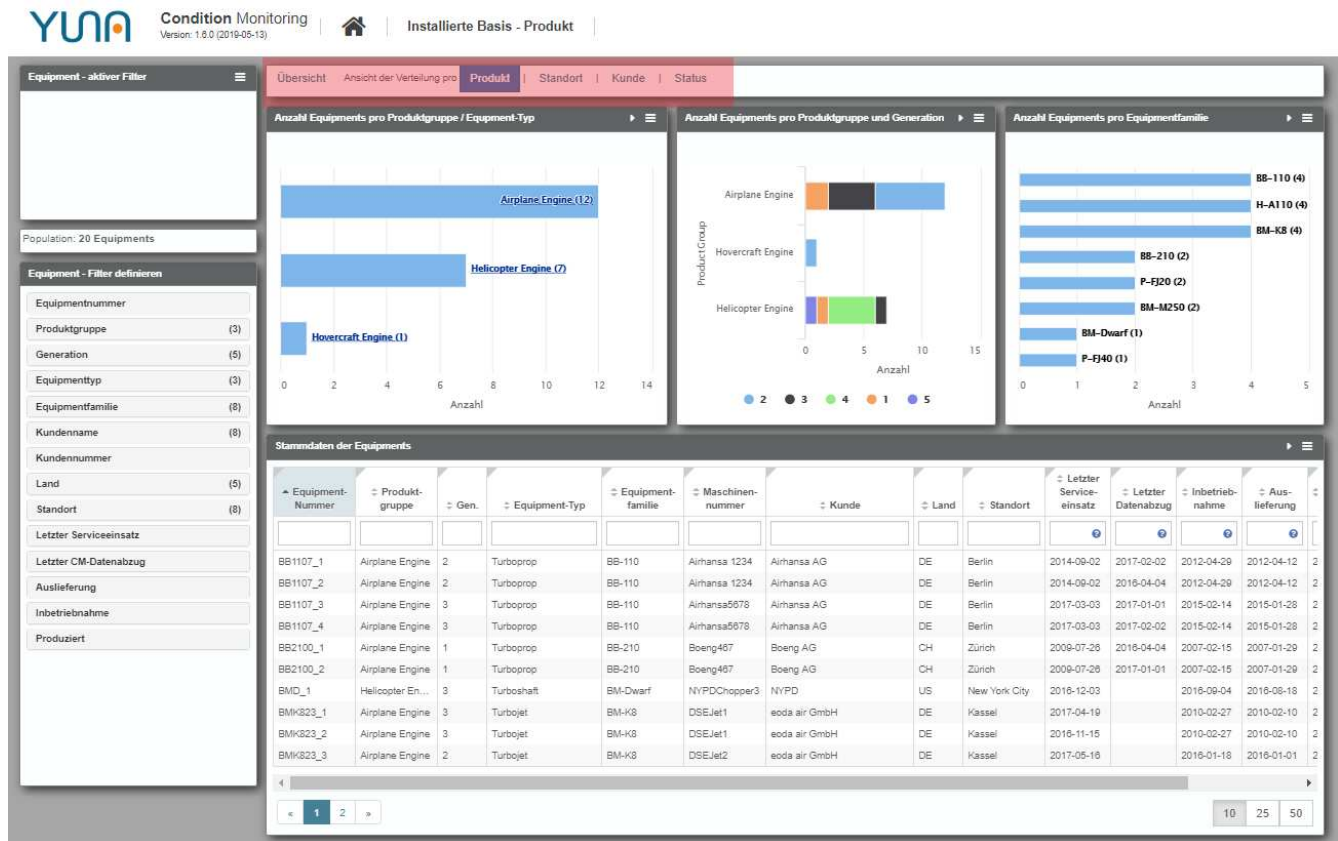 YUNA
Condition Monitoring
Version: 1.6.0 (2019-05-13)
Installierte Basis - Produkt
Equipment - aktiver Filter
Population: 20 Equipments
Equipment - Filter definieren
Equipmentnummer
Produktgruppe (3)
Generation (5)
Equipmenttyp (3)
Equipmentfamilie (8)
Kundenname (8)
Kundennummer
Land (5)
Standort (8)
Letzter Serviceeinsatz
Letzter CM-Datenabzug
Auslieferung
Inbetriebnahme
Produziert
Übersicht Ansicht der Verteilung pro: Produkt | Standort | Kunde | Status
Anzahl Equipments pro Produktgruppe / Equpment-Typ
Airplane Engine (12)
Helicopter Engine (7)
Hovercraft Engine (1)
0 2 4 6 8 10 12 14
Anzahl
Anzahl Equipments pro Produktgruppe und Generation
Product Group
Airplane Engine
Hovercraft Engine
Helicopter Engine
0 5 10 15
Anzahl
2 3 4 1 5
Anzahl Equipments pro Equipmentfamilie
BB-110 (4)
H-A110 (4)
BM-K8 (4)
BB-210 (2)
P-FJ20 (2)
BM-M250 (2)
BM-Dwarf (1)
P-FJ40 (1)
0 1 2 3 4 5
Anzahl
Stammdaten der Equipments
Equipment-Nummer Produkt-gruppe Gen. Equipment-Typ Equipment-familie Maschinen-nummer Kunde Land Standort Letzter Service-einsatz Letzter Datenabzug Inbetrieb-nahme Aus-lieferung
BB1107_1 Airplane Engine 2 Turboprop BB-110 Airhansa 1234 Airhansa AG DE Berlin 2014-09-02 2017-02-02 2012-04-29 2012-04-12 2
BB1107_2 Airplane Engine 2 Turboprop BB-110 Airhansa 1234 Airhansa AG DE Berlin 2014-09-02 2016-04-04 2012-04-29 2012-04-12 2
BB1107_3 Airplane Engine 3 Turboprop BB-110 Airhansa5678 Airhansa AG DE Berlin 2017-03-03 2017-01-01 2015-02-14 2015-01-28 2
BB1107_4 Airplane Engine 3 Turboprop BB-110 Airhansa5678 Airhansa AG DE Berlin 2017-03-03 2017-02-02 2015-02-14 2015-01-28 2
BB2100_1 Airplane Engine 1 Turboprop BB-210 Boeng467 Boeng AG CH Zürich 2009-07-26 2016-04-04 2007-02-15 2007-01-29 2
BB2100_2 Airplane Engine 1 Turboprop BB-210 Boeng467 Boeng AG CH Zürich 2009-07-26 2017-01-01 2007-02-15 2007-01-29 2
BMD_1 Helicopter En... 3 Turboshaft BM-Dwarf NYPDChopper3 NYPD US New York City 2016-12-03 2016-09-04 2016-08-18 2
BMK823_1 Airplane Engine 3 Turbojet BM-K8 DSEJet1 eoda air GmbH DE Kassel 2017-04-19 2010-02-27 2010-02-10 2
BMK823_2 Airplane Engine 3 Turbojet BM-K8 DSEJet1 eoda air GmbH DE Kassel 2016-11-15 2010-02-27 2010-02-10 2
BMK823_3 Airplane Engine 2 Turbojet BM-K8 DSEJet2 eoda air GmbH DE Kassel 2017-05-16 2016-01-18 2016-01-01 2
« 1 2 »
10 25 50